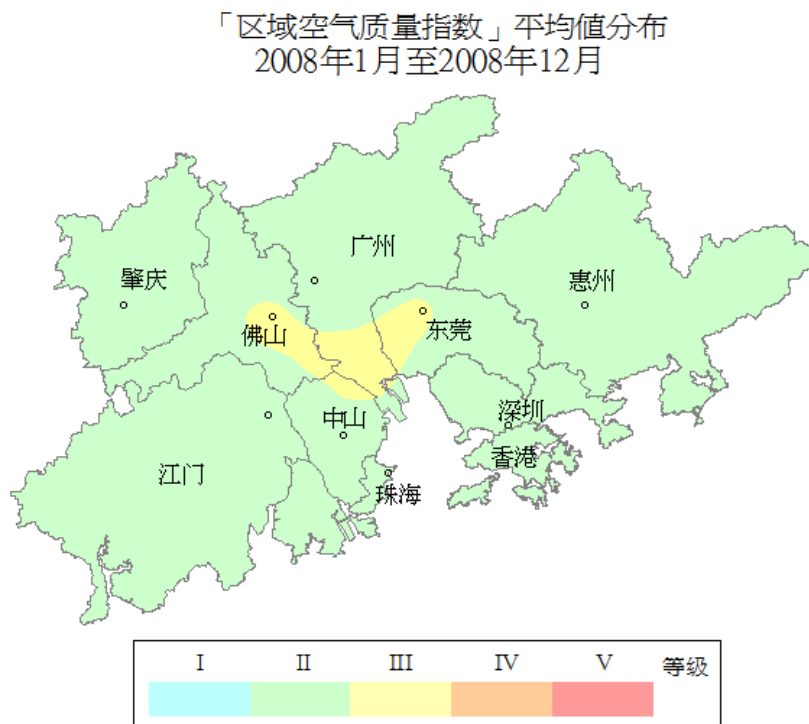 「区域空气质量指数」平均值分布
2008年1月至2008年12月
广州
肇庆
惠州
佛山
东莞
中山
深圳
香港
江门
珠海
I II III IV V 等级